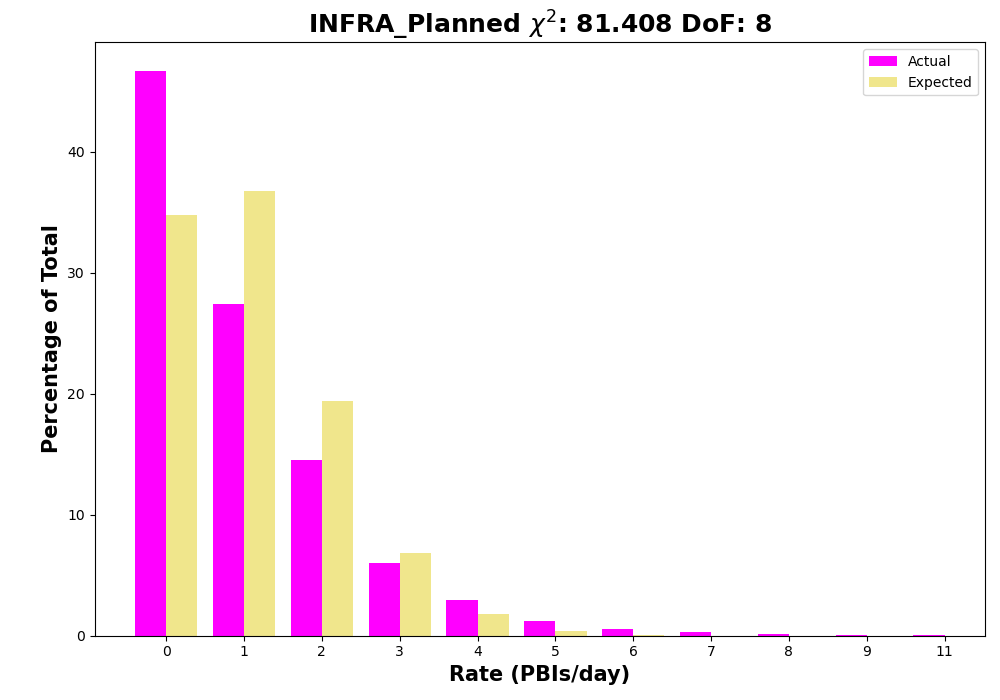 INFRA_Planned χ²: 81.408 DoF: 8
Actual
Expected
Percentage of Total
40
30
20
10
0
0 1 2 3 4 5 6 7 8 9 11
Rate (PBIs/day)